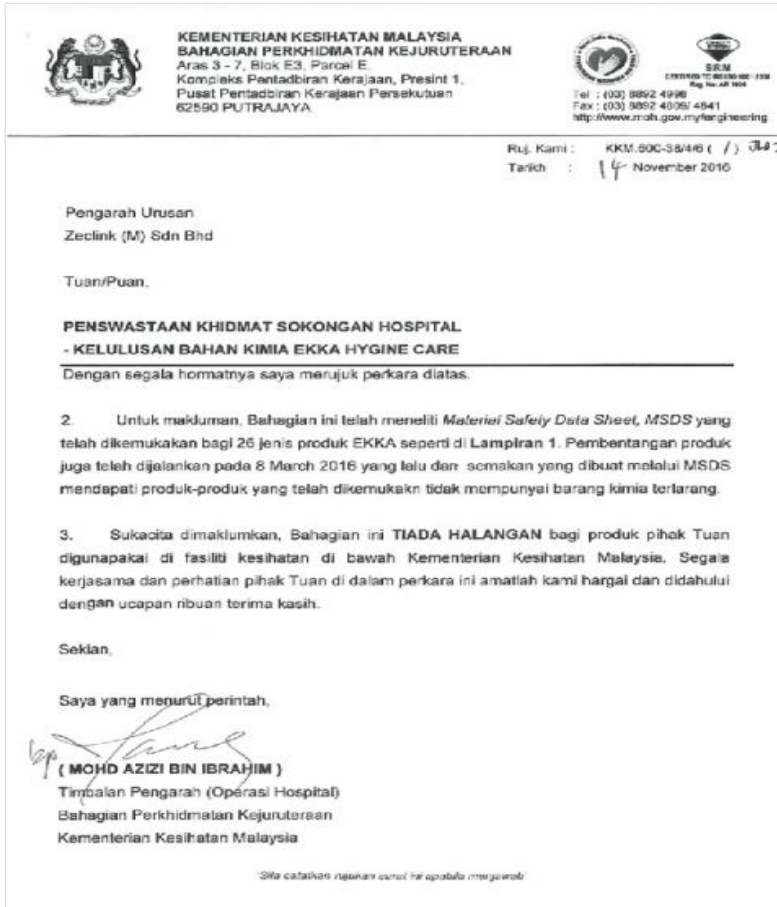 KEMENTERIAN KESIHATAN MALAYSIA
BAHAGIAN PERKHIDMATAN KEJURUTERAAN
Aras 3 - 7, Blok E3, Parcel E,
Kompleks Pentadbiran Kerajaan, Presint 1,
Pusat Pentadbiran Kerajaan Persekutuan
62590 PUTRAJAYA
SIRIM
Tel : (03) 8892 4998
Fax : (03) 8892 4809/ 4841
http://www.moh.gov.my/engineering
Ruj. Kami : KKM.600-38/4/6 ( / )
Tarikh : 14 November 2016
Pengarah Urusan
Zeclink (M) Sdn Bhd
Tuan/Puan,
PENSWASTAAN KHIDMAT SOKONGAN HOSPITAL
- KELULUSAN BAHAN KIMIA EKKA HYGINE CARE
Dengan segala hormatnya saya merujuk perkara diatas.
2. Untuk makluman, Bahagian ini telah meneliti Material Safety Data Sheet, MSDS yang
telah dikemukakan bagi 26 jenis produk EKKA seperti di Lampiran 1. Pembentangan produk
juga telah dijalankan pada 8 March 2016 yang lalu dan semakan yang dibuat melalui MSDS
mendapati produk-produk yang telah dikemukakn tidak mempunyai barang kimia terlarang.
3. Sukacita dimaklumkan, Bahagian ini TIADA HALANGAN bagi produk pihak Tuan
digunapakai di fasiliti kesihatan di bawah Kementerian Kesihatan Malaysia. Segala
kerjasama dan perhatian pihak Tuan di dalam perkara ini amatlah kami hargai dan didahului
dengan ucapan ribuan terima kasih.
Sekian,
Saya yang menurut perintah,
( MOHD AZIZI BIN IBRAHIM )
Timbalan Pengarah (Operasi Hospital)
Bahagian Perkhidmatan Kejuruteraan
Kementerian Kesihatan Malaysia
'Sila catatkan rujukan surat ini apabila menjawab'